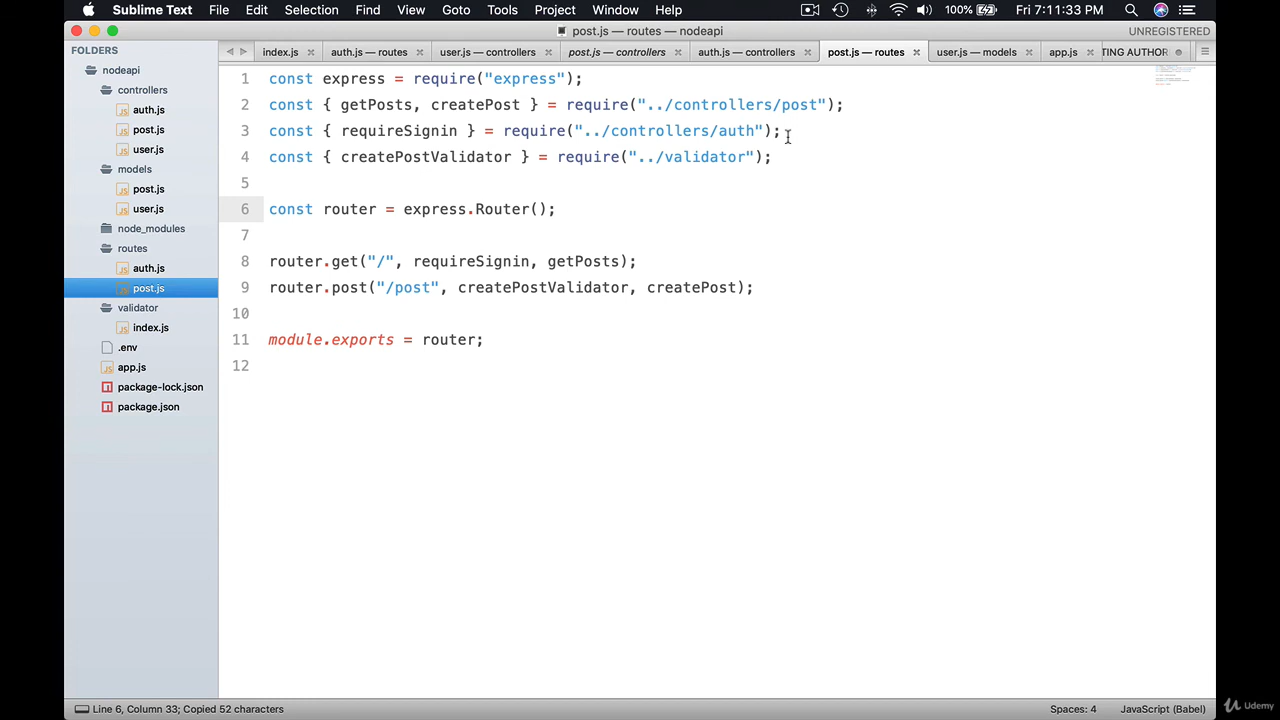 Sublime Text File Edit Selection Find View Goto Tools Project Window Help 100% Fri 7:11:33 PM
post.js — routes — nodeapi UNREGISTERED
FOLDERS
nodeapi
controllers
auth.js
post.js
user.js
models
post.js
user.js
node_modules
routes
auth.js
post.js
validator
index.js
.env
app.js
package-lock.json
package.json
index.js auth.js — routes user.js — controllers post.js — controllers auth.js — controllers post.js — routes user.js — models app.js TING AUTHOR
1 const express = require("express");
2 const { getPosts, createPost } = require("../controllers/post");
3 const { requireSignin } = require("../controllers/auth");
4 const { createPostValidator } = require("../validator");
5
6 const router = express.Router();
7
8 router.get("/", requireSignin, getPosts);
9 router.post("/post", createPostValidator, createPost);
10
11 module.exports = router;
12
Line 6, Column 33; Copied 52 characters Spaces: 4 JavaScript (Babel)
Udemy